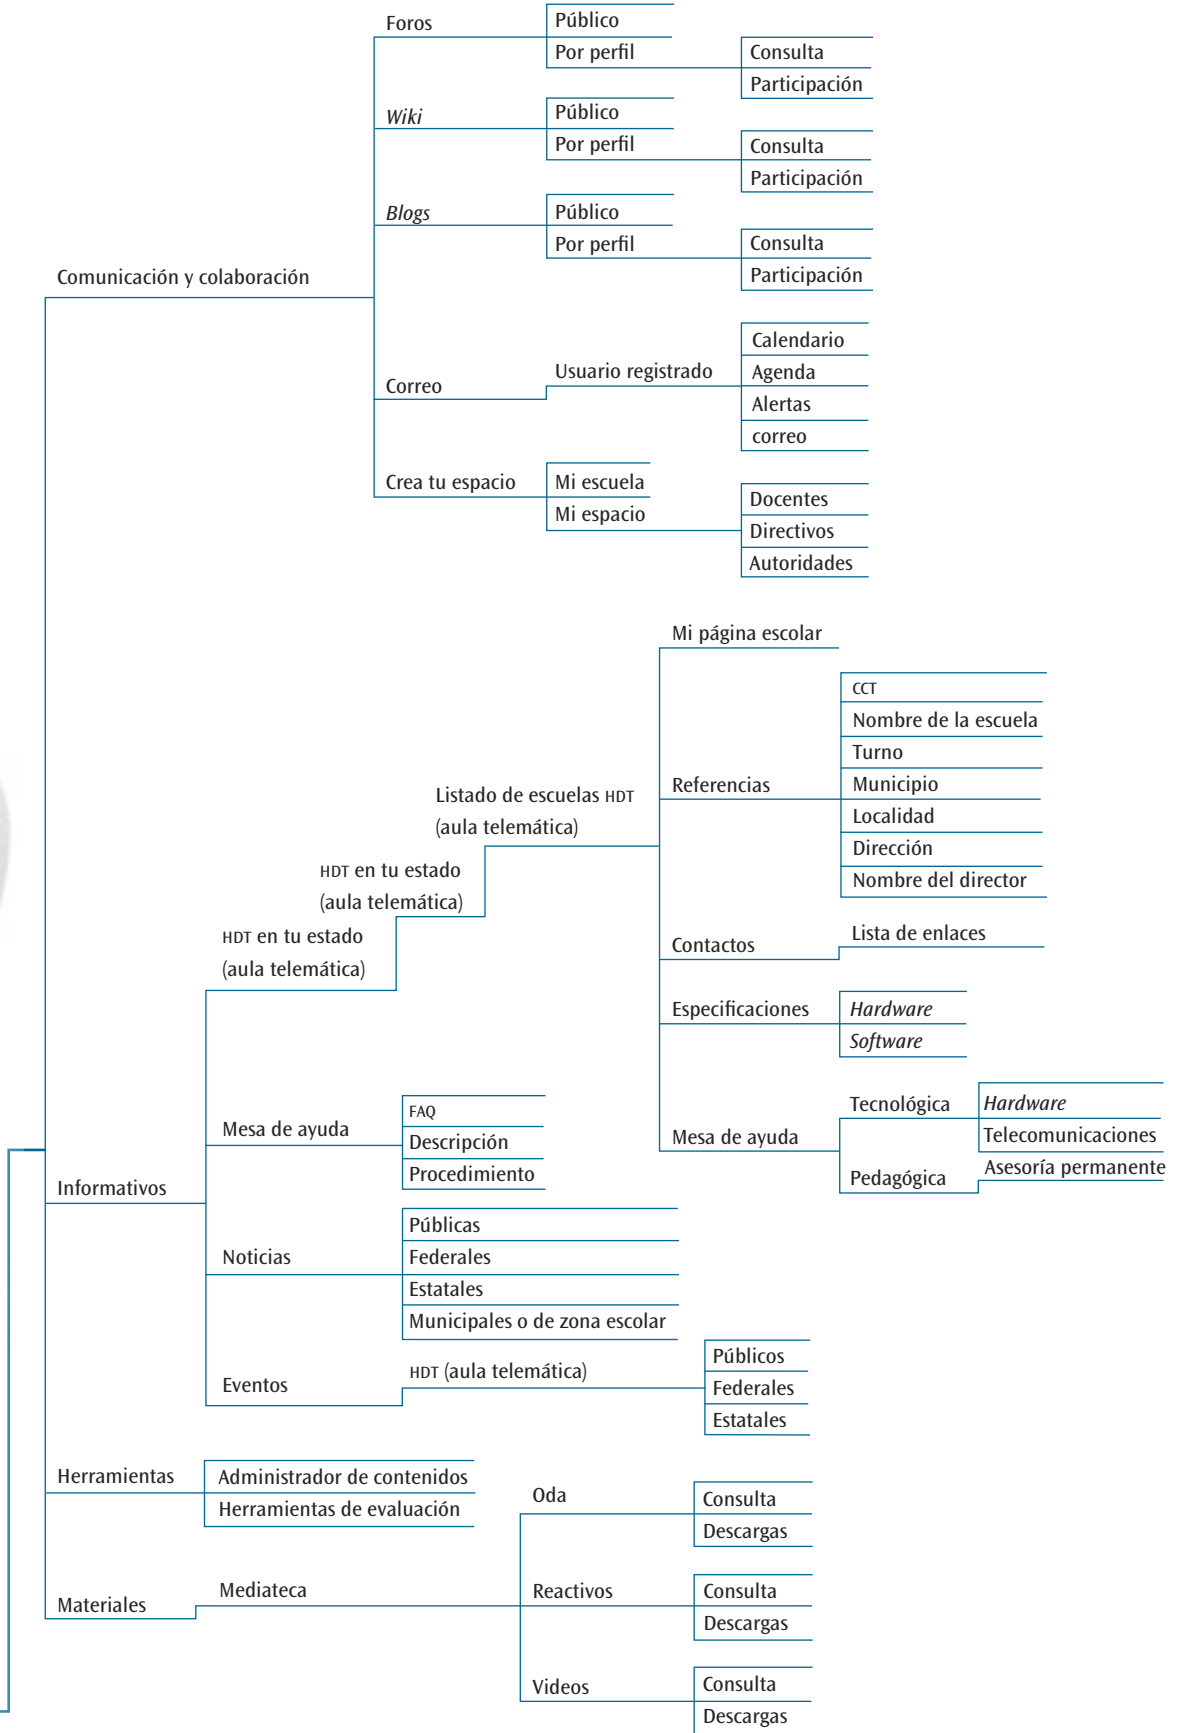 Foros
Público
Por perfil
Consulta
Participación
Wiki
Público
Por perfil
Consulta
Participación
Blogs
Público
Por perfil
Consulta
Participación
Comunicación y colaboración
Correo
Usuario registrado
Calendario
Agenda
Alertas
correo
Crea tu espacio
Mi escuela
Mi espacio
Docentes
Directivos
Autoridades
Mi página escolar
CCT
Nombre de la escuela
Turno
Referencias
Municipio
Localidad
Dirección
Nombre del director
Listado de escuelas HDT
(aula telemática)
HDT en tu estado
(aula telemática)
HDT en tu estado
(aula telemática)
Contactos
Lista de enlaces
Especificaciones
Hardware
Software
Mesa de ayuda
Tecnológica
Hardware
Telecomunicaciones
Pedagógica
Asesoría permanente
Mesa de ayuda
FAQ
Descripción
Procedimiento
Informativos
Noticias
Públicas
Federales
Estatales
Municipales o de zona escolar
Eventos
HDT (aula telemática)
Públicos
Federales
Estatales
Herramientas
Administrador de contenidos
Herramientas de evaluación
Materiales
Mediateca
Oda
Consulta
Descargas
Reactivos
Consulta
Descargas
Videos
Consulta
Descargas